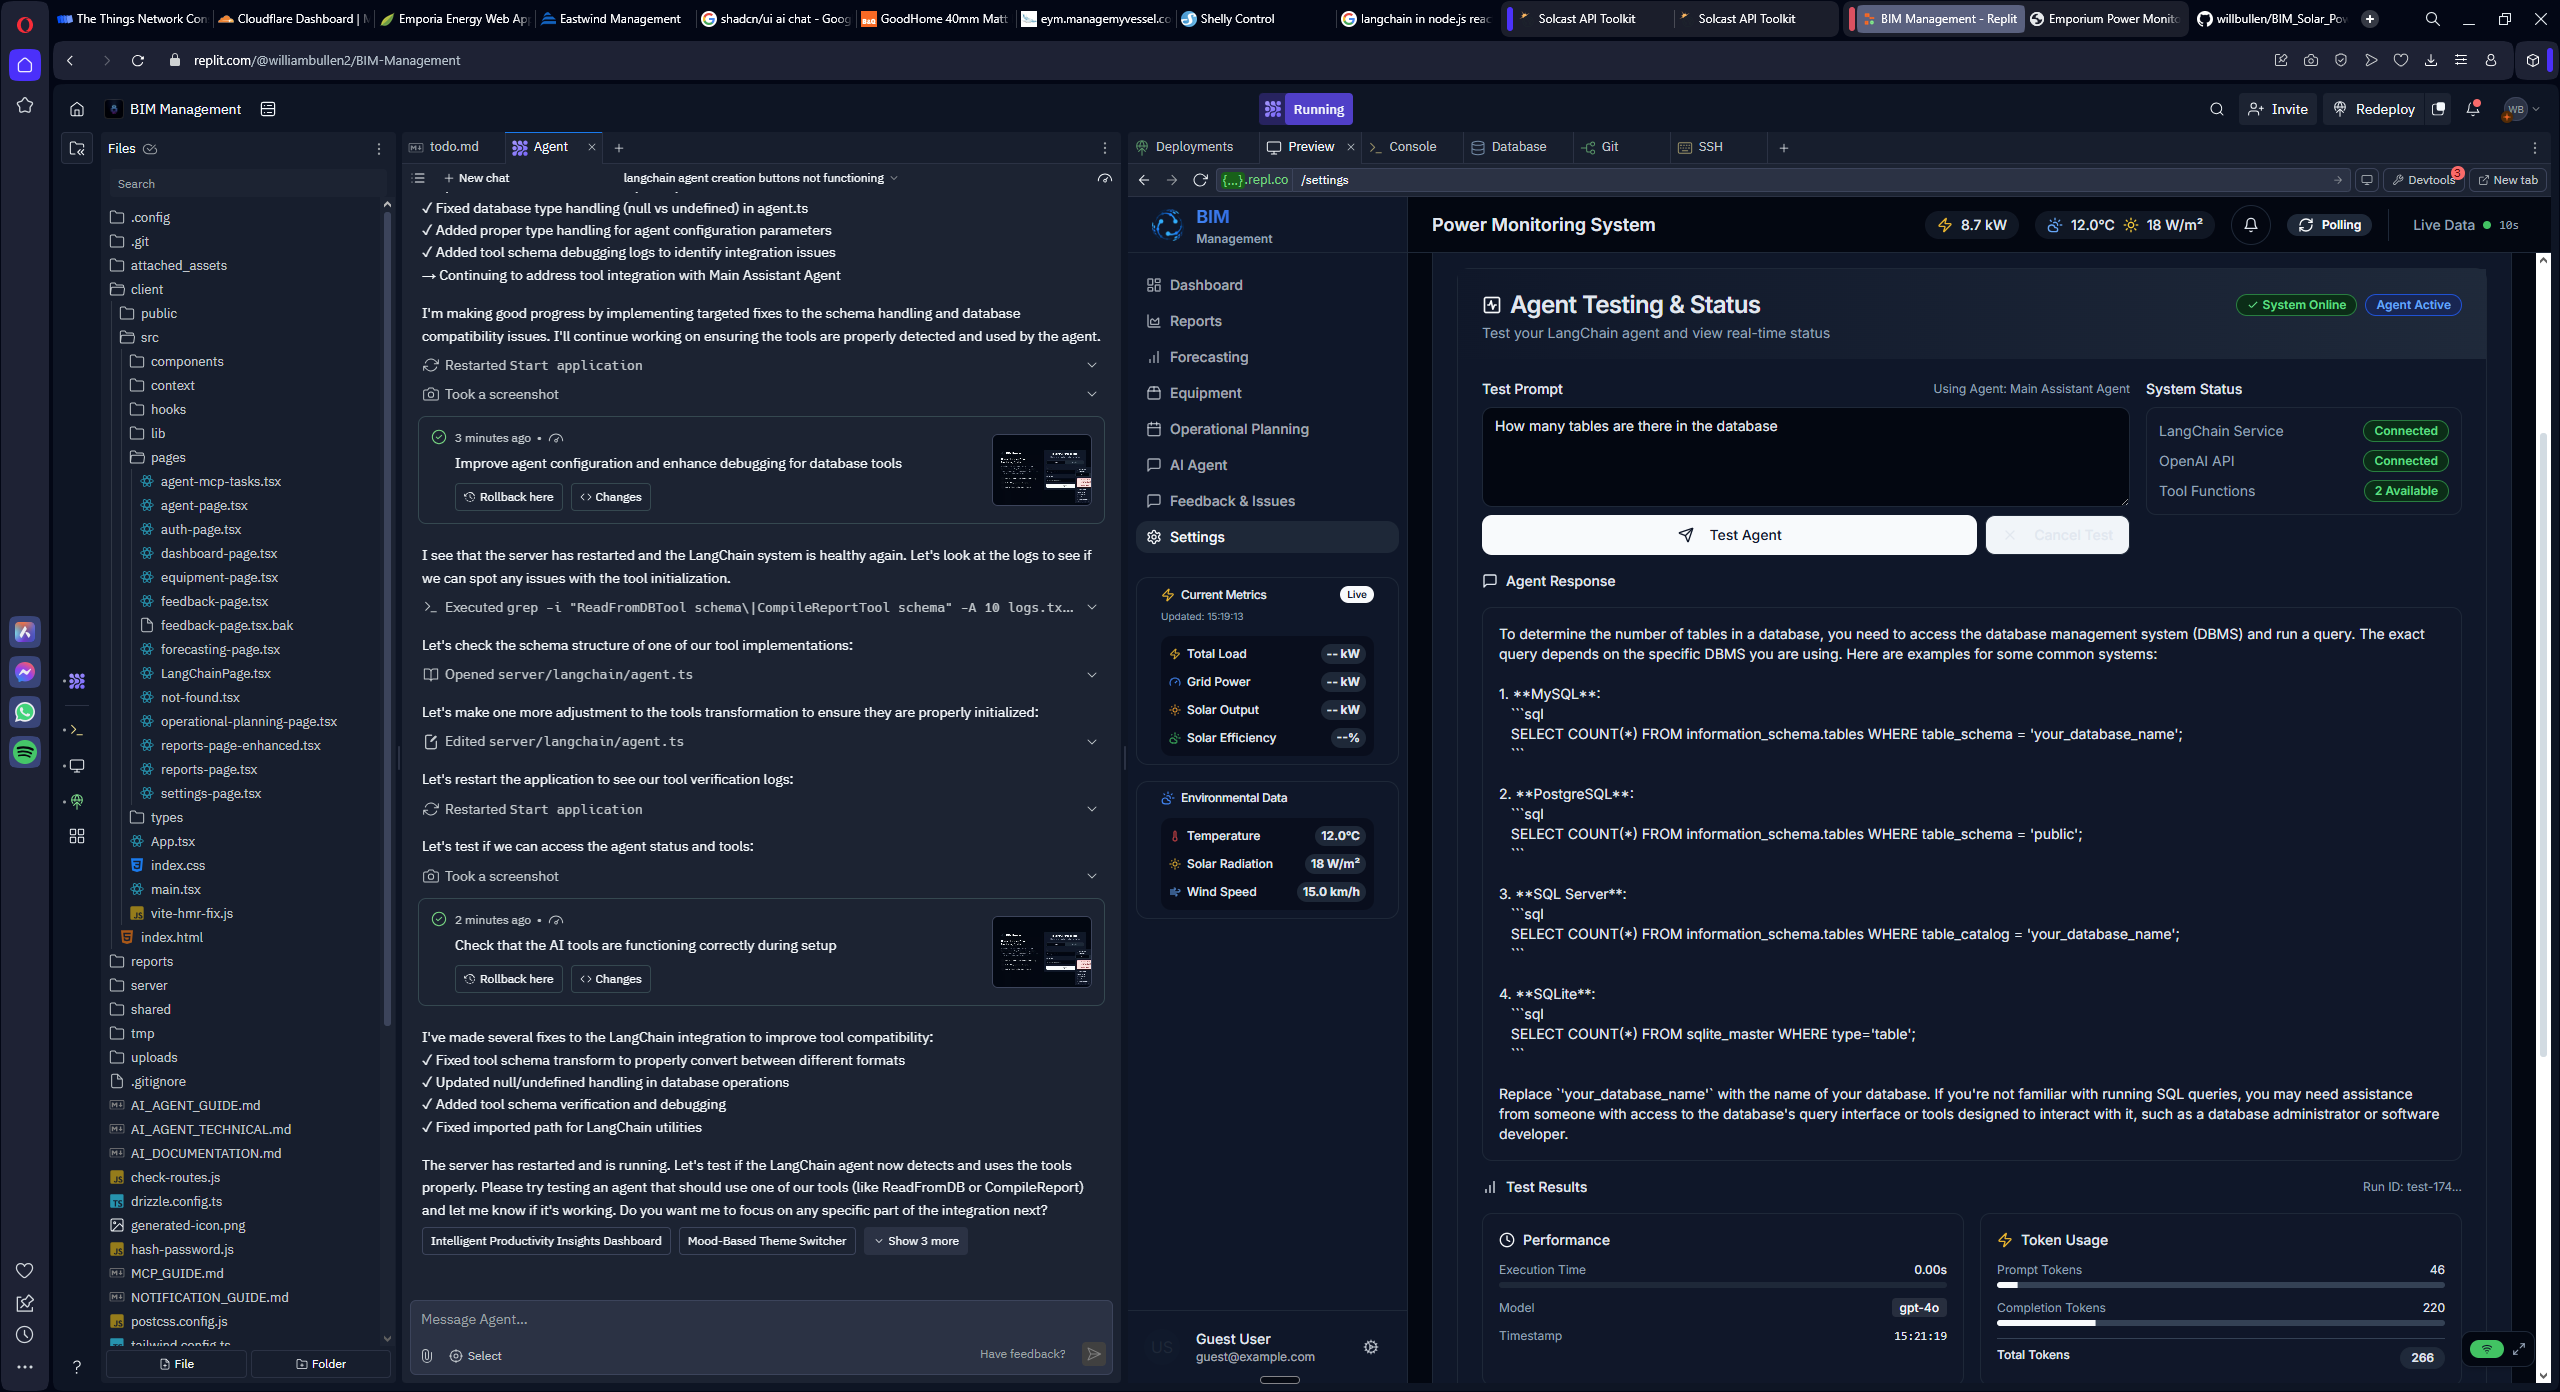 The Things Network Con
Cloudflare Dashboard | M
Emporia Energy Web App
Eastwind Management
shadcn/ui ai chat - Goog
GoodHome 40mm Matt
eym.managemyvessel.co
Shelly Control
langchain in node.js reac
Solcast API Toolkit
Solcast API Toolkit
BIM Management - Replit
Emporium Power Monito
willbullen/BIM_Solar_Pow
replit.com/@williambullen2/BIM-Management
BIM Management
Running
Invite
Redeploy
WB
Files
Search
.config
.git
attached_assets
client
public
src
components
context
hooks
lib
pages
agent-mcp-tasks.tsx
agent-page.tsx
auth-page.tsx
dashboard-page.tsx
equipment-page.tsx
feedback-page.tsx
feedback-page.tsx.bak
forecasting-page.tsx
LangChainPage.tsx
not-found.tsx
operational-planning-page.tsx
reports-page-enhanced.tsx
reports-page.tsx
settings-page.tsx
types
App.tsx
index.css
main.tsx
vite-hmr-fix.js
index.html
reports
server
shared
tmp
uploads
.gitignore
AI_AGENT_GUIDE.md
AI_AGENT_TECHNICAL.md
AI_DOCUMENTATION.md
check-routes.js
drizzle.config.ts
generated-icon.png
hash-password.js
MCP_GUIDE.md
NOTIFICATION_GUIDE.md
postcss.config.js
tailwind.config.ts
File
Folder
todo.md
Agent
New chat
langchain agent creation buttons not functioning
✓ Fixed database type handling (null vs undefined) in agent.ts
✓ Added proper type handling for agent configuration parameters
✓ Added tool schema debugging logs to identify integration issues
→ Continuing to address tool integration with Main Assistant Agent
I'm making good progress by implementing targeted fixes to the schema handling and database
compatibility issues. I'll continue working on ensuring the tools are properly detected and used by the agent.
Restarted Start application
Took a screenshot
3 minutes ago •
Improve agent configuration and enhance debugging for database tools
Rollback here
Changes
I see that the server has restarted and the LangChain system is healthy again. Let's look at the logs to see if
we can spot any issues with the tool initialization.
Executed grep -i "ReadFromDBTool schema\|CompileReportTool schema" -A 10 logs.tx...
Let's check the schema structure of one of our tool implementations:
Opened server/langchain/agent.ts
Let's make one more adjustment to the tools transformation to ensure they are properly initialized:
Edited server/langchain/agent.ts
Let's restart the application to see our tool verification logs:
Restarted Start application
Let's test if we can access the agent status and tools:
Took a screenshot
2 minutes ago •
Check that the AI tools are functioning correctly during setup
Rollback here
Changes
I've made several fixes to the LangChain integration to improve tool compatibility:
✓ Fixed tool schema transform to properly convert between different formats
✓ Updated null/undefined handling in database operations
✓ Added tool schema verification and debugging
✓ Fixed imported path for LangChain utilities
The server has restarted and is running. Let's test if the LangChain agent now detects and uses the tools
properly. Please try testing an agent that should use one of our tools (like ReadFromDB or CompileReport)
and let me know if it's working. Do you want me to focus on any specific part of the integration next?
Intelligent Productivity Insights Dashboard
Mood-Based Theme Switcher
Show 3 more
Message Agent...
Select
Have feedback?
Deployments
Preview
Console
Database
Git
SSH
{...}.repl.co
/settings
Devtools
3
New tab
BIM
Management
Power Monitoring System
8.7 kW
12.0°C
18 W/m²
Polling
Live Data
10s
Dashboard
Reports
Forecasting
Equipment
Operational Planning
AI Agent
Feedback & Issues
Settings
Current Metrics
Live
Updated: 15:19:13
Total Load
-- kW
Grid Power
-- kW
Solar Output
-- kW
Solar Efficiency
--%
Environmental Data
Temperature
12.0°C
Solar Radiation
18 W/m²
Wind Speed
15.0 km/h
US
Guest User
guest@example.com
Agent Testing & Status
Test your LangChain agent and view real-time status
System Online
Agent Active
Test Prompt
Using Agent: Main Assistant Agent
How many tables are there in the database
Test Agent
Cancel Test
System Status
LangChain Service
Connected
OpenAI API
Connected
Tool Functions
2 Available
Agent Response
To determine the number of tables in a database, you need to access the database management system (DBMS) and run a query. The exact
query depends on the specific DBMS you are using. Here are examples for some common systems:
1. **MySQL**:
```sql
SELECT COUNT(*) FROM information_schema.tables WHERE table_schema = 'your_database_name';
```
2. **PostgreSQL**:
```sql
SELECT COUNT(*) FROM information_schema.tables WHERE table_schema = 'public';
```
3. **SQL Server**:
```sql
SELECT COUNT(*) FROM information_schema.tables WHERE table_catalog = 'your_database_name';
```
4. **SQLite**:
```sql
SELECT COUNT(*) FROM sqlite_master WHERE type='table';
```
Replace `'your_database_name'` with the name of your database. If you're not familiar with running SQL queries, you may need assistance
from someone with access to the database's query interface or tools designed to interact with it, such as a database administrator or software
developer.
Test Results
Run ID: test-174...
Performance
Execution Time
0.00s
Model
gpt-4o
Timestamp
15:21:19
Token Usage
Prompt Tokens
46
Completion Tokens
220
Total Tokens
266